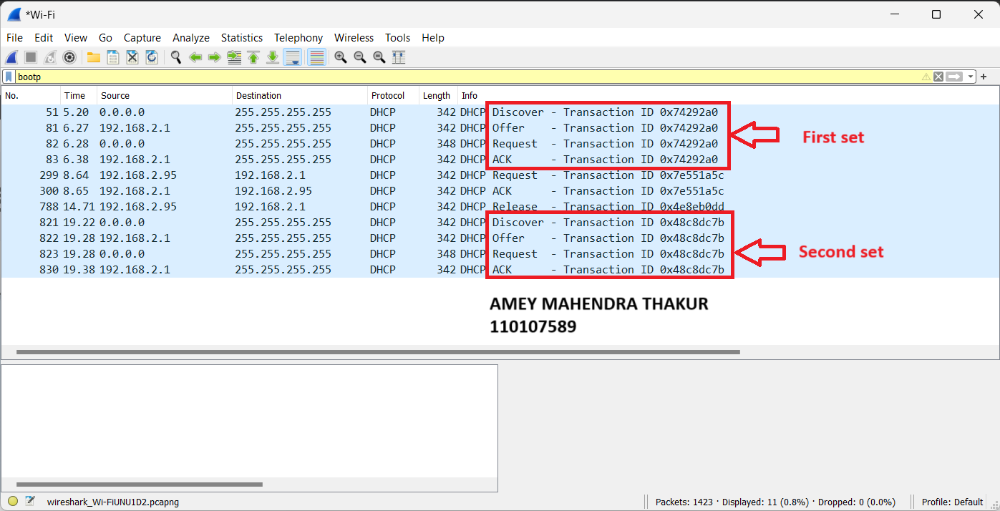 *Wi-Fi
File Edit View Go Capture Analyze Statistics Telephony Wireless Tools Help
bootp
No. Time Source Destination Protocol Length Info
51 5.20 0.0.0.0 255.255.255.255 DHCP 342 DHCP Discover - Transaction ID 0x74292a0
81 6.27 192.168.2.1 255.255.255.255 DHCP 342 DHCP Offer - Transaction ID 0x74292a0
82 6.28 0.0.0.0 255.255.255.255 DHCP 348 DHCP Request - Transaction ID 0x74292a0
83 6.38 192.168.2.1 255.255.255.255 DHCP 342 DHCP ACK - Transaction ID 0x74292a0
First set
299 8.64 192.168.2.95 192.168.2.1 DHCP 342 DHCP Request - Transaction ID 0x7e551a5c
300 8.65 192.168.2.1 192.168.2.95 DHCP 342 DHCP ACK - Transaction ID 0x7e551a5c
788 14.71 192.168.2.95 192.168.2.1 DHCP 342 DHCP Release - Transaction ID 0x4e8eb0dd
821 19.22 0.0.0.0 255.255.255.255 DHCP 342 DHCP Discover - Transaction ID 0x48c8dc7b
822 19.28 192.168.2.1 255.255.255.255 DHCP 342 DHCP Offer - Transaction ID 0x48c8dc7b
823 19.28 0.0.0.0 255.255.255.255 DHCP 348 DHCP Request - Transaction ID 0x48c8dc7b
830 19.38 192.168.2.1 255.255.255.255 DHCP 342 DHCP ACK - Transaction ID 0x48c8dc7b
Second set
AMEY MAHENDRA THAKUR
110107589
wireshark_Wi-FiUNU1D2.pcapng Packets: 1423 · Displayed: 11 (0.8%) · Dropped: 0 (0.0%) Profile: Default